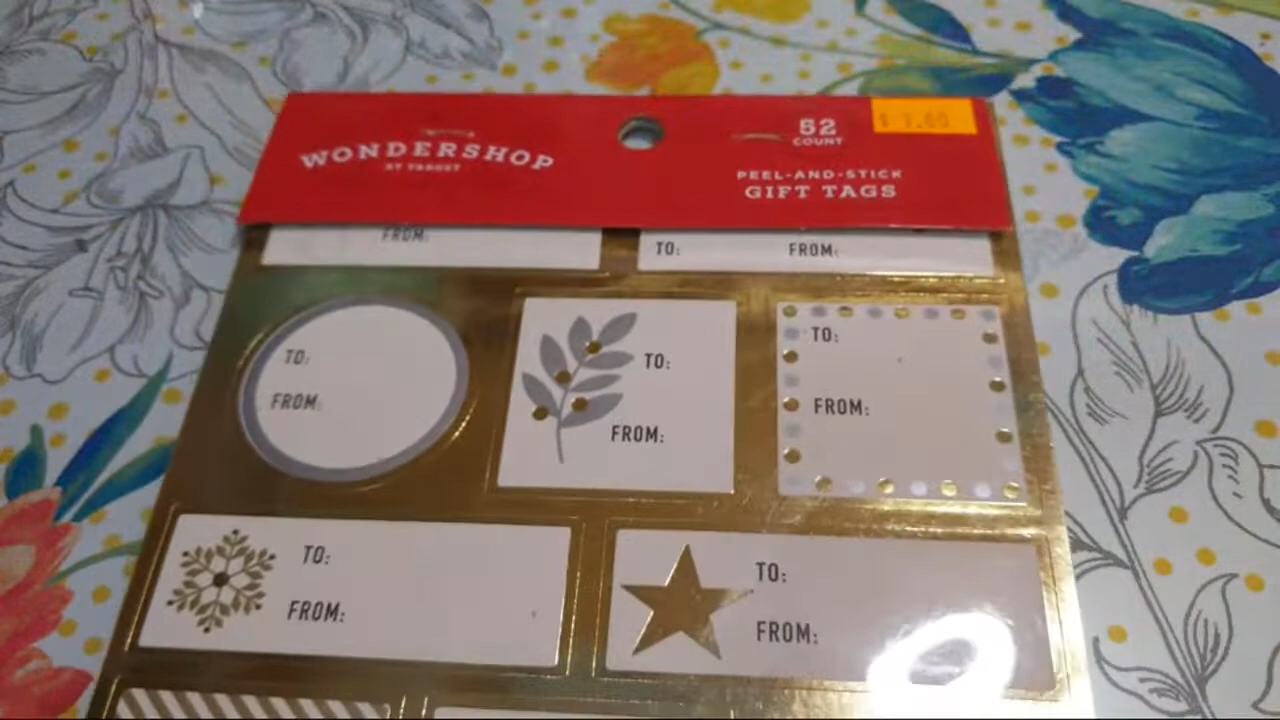 WONDERSHOP
AT TARGET
52
COUNT
PEEL-AND-STICK
GIFT TAGS
FROM:
TO: FROM:
TO:
FROM:
TO:
FROM:
TO:
FROM:
TO:
FROM:
TO:
FROM: